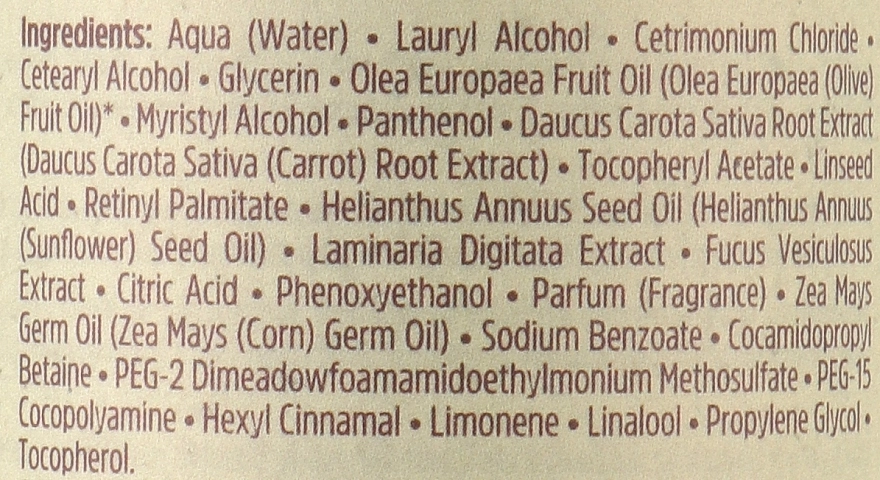 Ingredients: Aqua (Water) • Lauryl Alcohol • Cetrimonium Chloride •
Cetearyl Alcohol • Glycerin • Olea Europaea Fruit Oil (Olea Europaea (Olive)
Fruit Oil)* • Myristyl Alcohol • Panthenol • Daucus Carota Sativa Root Extract
(Daucus Carota Sativa (Carrot) Root Extract) • Tocopheryl Acetate • Linseed
Acid • Retinyl Palmitate • Helianthus Annuus Seed Oil (Helianthus Annuus
(Sunflower) Seed Oil) • Laminaria Digitata Extract • Fucus Vesiculosus
Extract • Citric Acid • Phenoxyethanol • Parfum (Fragrance) • Zea Mays
Germ Oil (Zea Mays (Corn) Germ Oil) • Sodium Benzoate • Cocamidopropyl
Betaine • PEG-2 Dimeadowfoamamidoethylmonium Methosulfate • PEG-15
Cocopolyamine • Hexyl Cinnamal • Limonene • Linalool • Propylene Glycol •
Tocopherol.